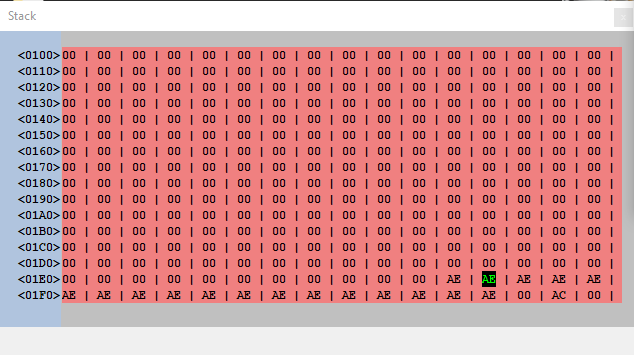 Stack
<0100>00 | 00 | 00 | 00 | 00 | 00 | 00 | 00 | 00 | 00 | 00 | 00 | 00 | 00 | 00 | 00 |
<0110>00 | 00 | 00 | 00 | 00 | 00 | 00 | 00 | 00 | 00 | 00 | 00 | 00 | 00 | 00 | 00 |
<0120>00 | 00 | 00 | 00 | 00 | 00 | 00 | 00 | 00 | 00 | 00 | 00 | 00 | 00 | 00 | 00 |
<0130>00 | 00 | 00 | 00 | 00 | 00 | 00 | 00 | 00 | 00 | 00 | 00 | 00 | 00 | 00 | 00 |
<0140>00 | 00 | 00 | 00 | 00 | 00 | 00 | 00 | 00 | 00 | 00 | 00 | 00 | 00 | 00 | 00 |
<0150>00 | 00 | 00 | 00 | 00 | 00 | 00 | 00 | 00 | 00 | 00 | 00 | 00 | 00 | 00 | 00 |
<0160>00 | 00 | 00 | 00 | 00 | 00 | 00 | 00 | 00 | 00 | 00 | 00 | 00 | 00 | 00 | 00 |
<0170>00 | 00 | 00 | 00 | 00 | 00 | 00 | 00 | 00 | 00 | 00 | 00 | 00 | 00 | 00 | 00 |
<0180>00 | 00 | 00 | 00 | 00 | 00 | 00 | 00 | 00 | 00 | 00 | 00 | 00 | 00 | 00 | 00 |
<0190>00 | 00 | 00 | 00 | 00 | 00 | 00 | 00 | 00 | 00 | 00 | 00 | 00 | 00 | 00 | 00 |
<01A0>00 | 00 | 00 | 00 | 00 | 00 | 00 | 00 | 00 | 00 | 00 | 00 | 00 | 00 | 00 | 00 |
<01B0>00 | 00 | 00 | 00 | 00 | 00 | 00 | 00 | 00 | 00 | 00 | 00 | 00 | 00 | 00 | 00 |
<01C0>00 | 00 | 00 | 00 | 00 | 00 | 00 | 00 | 00 | 00 | 00 | 00 | 00 | 00 | 00 | 00 |
<01D0>00 | 00 | 00 | 00 | 00 | 00 | 00 | 00 | 00 | 00 | 00 | 00 | 00 | 00 | 00 | 00 |
<01E0>00 | 00 | 00 | 00 | 00 | 00 | 00 | 00 | 00 | 00 | 00 | AE | AE | AE | AE | AE |
<01F0>AE | AE | AE | AE | AE | AE | AE | AE | AE | AE | AE | AE | AE | 00 | AC | 00 |